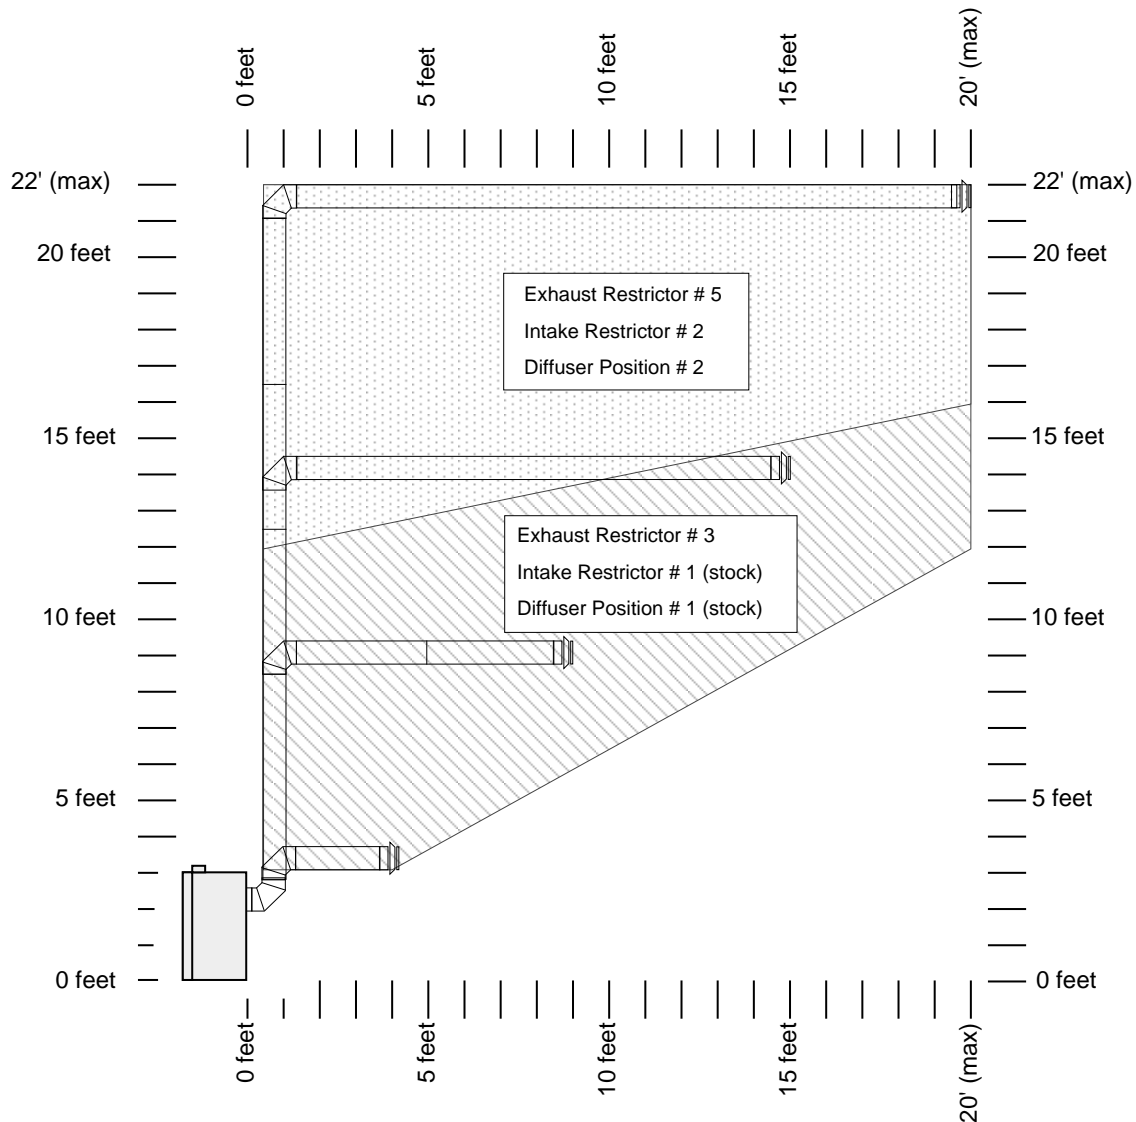 0 feet
5 feet
10 feet
15 feet
20' (max)
22' (max)
22' (max)
20 feet
20 feet
Exhaust Restrictor # 5
Intake Restrictor # 2
Diffuser Position # 2
15 feet
15 feet
Exhaust Restrictor # 3
Intake Restrictor # 1 (stock)
Diffuser Position # 1 (stock)
10 feet
10 feet
5 feet
5 feet
0 feet
0 feet
0 feet
5 feet
10 feet
15 feet
20' (max)